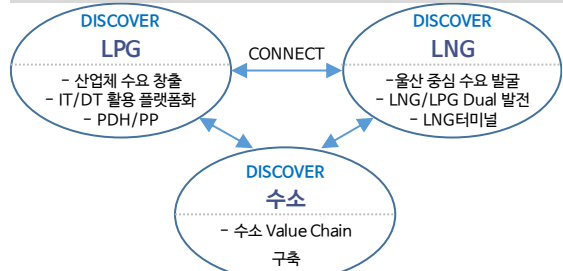 DISCOVER
LPG
- 산업체 수요 창출
- IT/DT 활용 플랫폼화
- PDH/PP
CONNECT
DISCOVER
LNG
-울산 중심 수요 발굴
- LNG/LPG Dual 발전
- LNG터미널
DISCOVER
수소
- 수소 Value Chain
구축